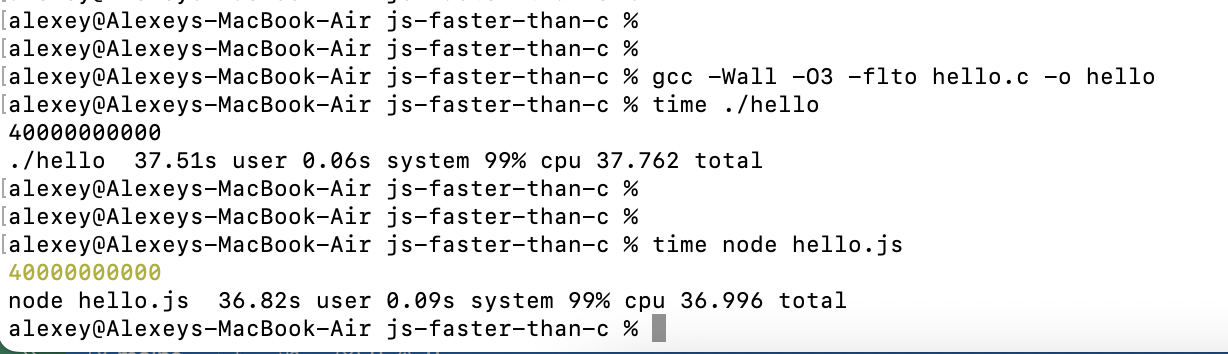 [alexey@Alexeys-MacBook-Air js-faster-than-c %
[alexey@Alexeys-MacBook-Air js-faster-than-c %
[alexey@Alexeys-MacBook-Air js-faster-than-c % gcc -Wall -O3 -flto hello.c -o hello
[alexey@Alexeys-MacBook-Air js-faster-than-c % time ./hello
40000000000
./hello  37.51s user 0.06s system 99% cpu 37.762 total
[alexey@Alexeys-MacBook-Air js-faster-than-c %
[alexey@Alexeys-MacBook-Air js-faster-than-c %
[alexey@Alexeys-MacBook-Air js-faster-than-c % time node hello.js
40000000000
node hello.js  36.82s user 0.09s system 99% cpu 36.996 total
alexey@Alexeys-MacBook-Air js-faster-than-c %